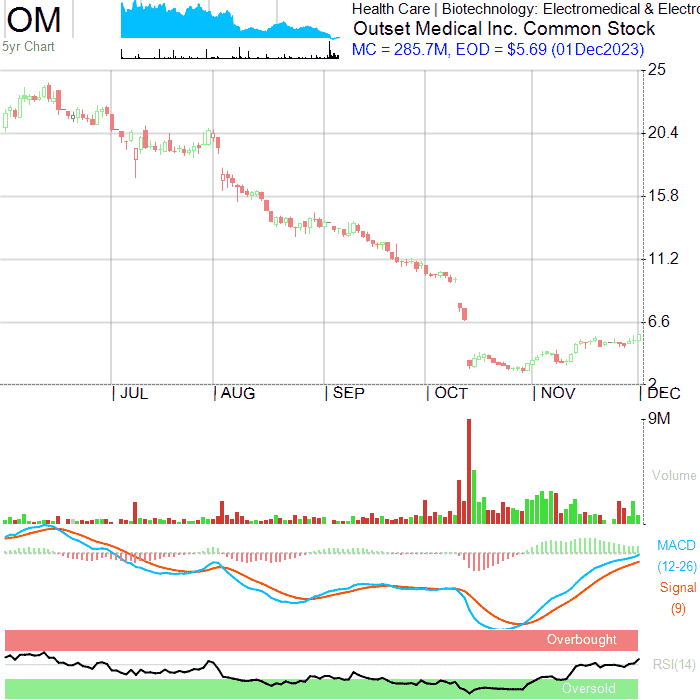 OM
5yr Chart
Health Care | Biotechnology: Electromedical & Electro
Outset Medical Inc. Common Stock
MC = 285.7M, EOD = $5.69 (01Dec2023)
25
20.4
15.8
11.2
6.6
2
| JUL | AUG | SEP | OCT | NOV | DEC
9M
Volume
MACD
(12-26)
Signal
(9)
Overbought
RSI(14)
Oversold